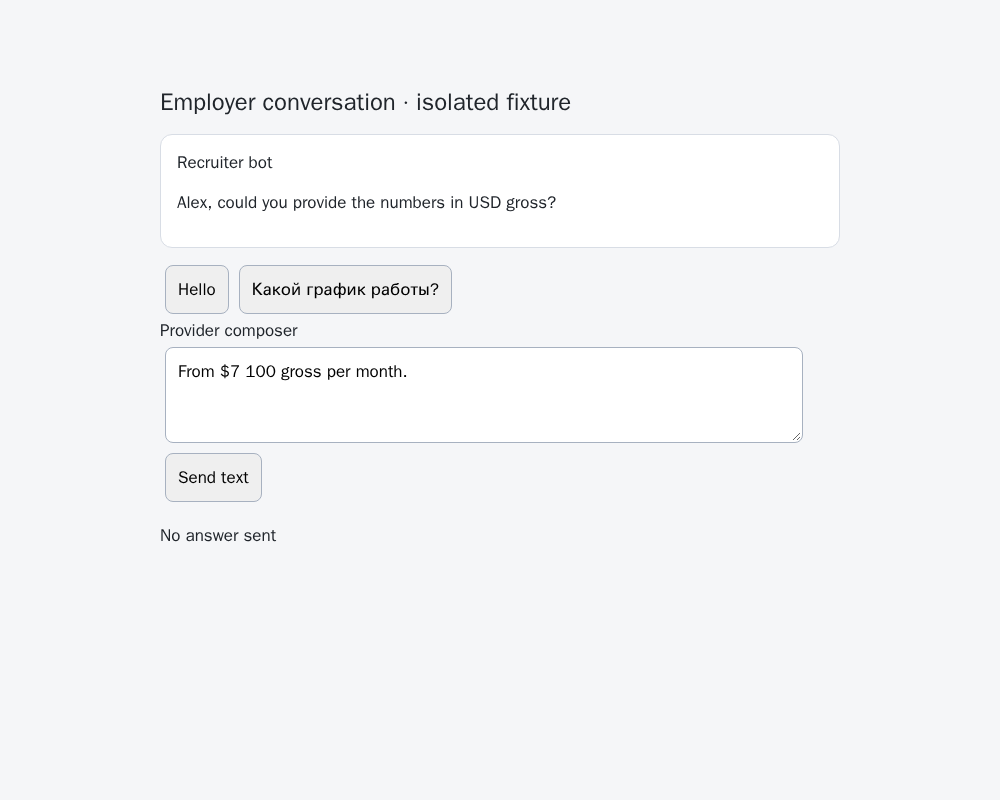 Employer conversation · isolated fixture
Recruiter bot
Alex, could you provide the numbers in USD gross?
Hello
Какой график работы?
Provider composer
From $7 100 gross per month.
Send text
No answer sent